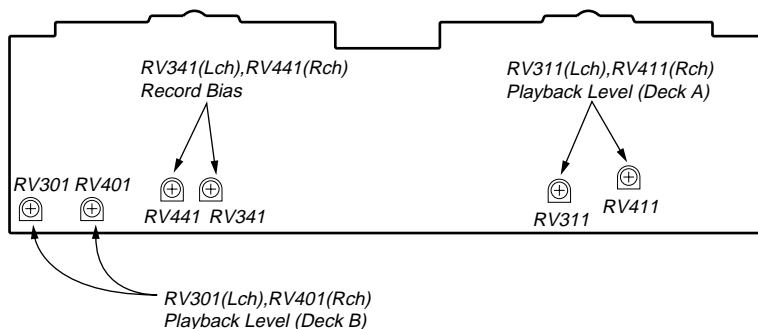 RV341(Lch),RV441(Rch)
Record Bias
RV311(Lch),RV411(Rch)
Playback Level (Deck A)
RV301 RV401
RV441 RV341
RV311
RV411
RV301(Lch),RV401(Rch)
Playback Level (Deck B)